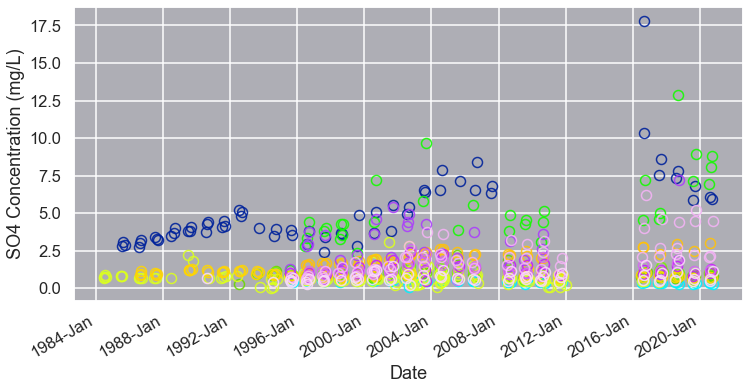 17.5
15.0
12.5
10.0
7.5
5.0
2.5
0.0
SO4 Concentration (mg/L)
1984-Jan
1988-Jan
1992-Jan
1996-Jan
2000-Jan
2004-Jan
2008-Jan
2012-Jan
2016-Jan
2020-Jan
Date